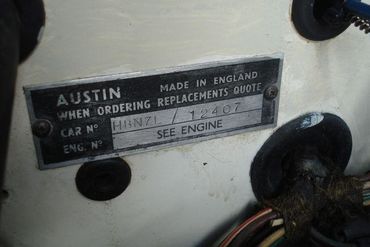 AUSTIN MADE IN ENGLAND
WHEN ORDERING REPLACEMENTS QUOTE
CAR Nº HBN7L / 12407
ENG. Nº SEE ENGINE